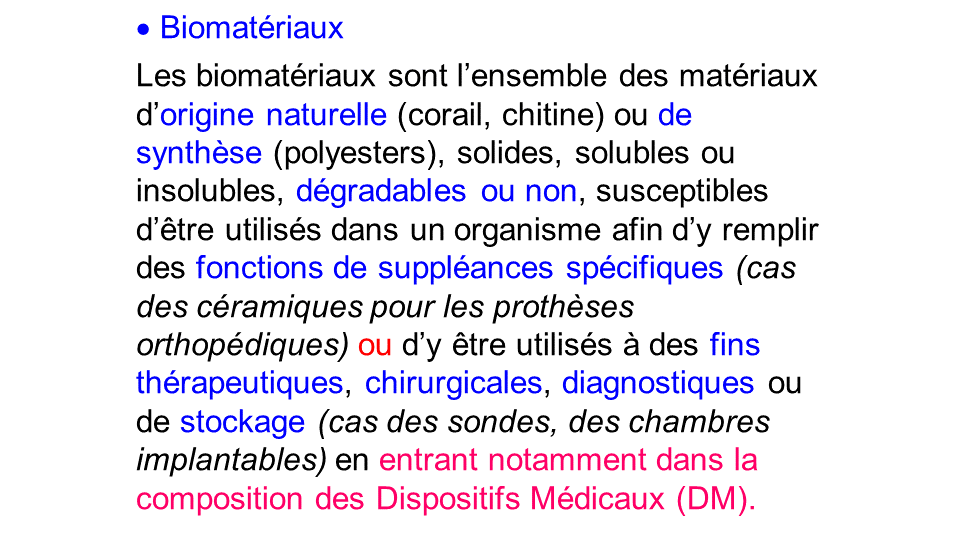 • Biomatériaux
Les biomatériaux sont l’ensemble des matériaux
d’origine naturelle (corail, chitine) ou de
synthèse (polyesters), solides, solubles ou
insolubles, dégradables ou non, susceptibles
d’être utilisés dans un organisme afin d’y remplir
des fonctions de suppléances spécifiques (cas
des céramiques pour les prothèses
orthopédiques) ou d’y être utilisés à des fins
thérapeutiques, chirurgicales, diagnostiques ou
de stockage (cas des sondes, des chambres
implantables) en entrant notamment dans la
composition des Dispositifs Médicaux (DM).